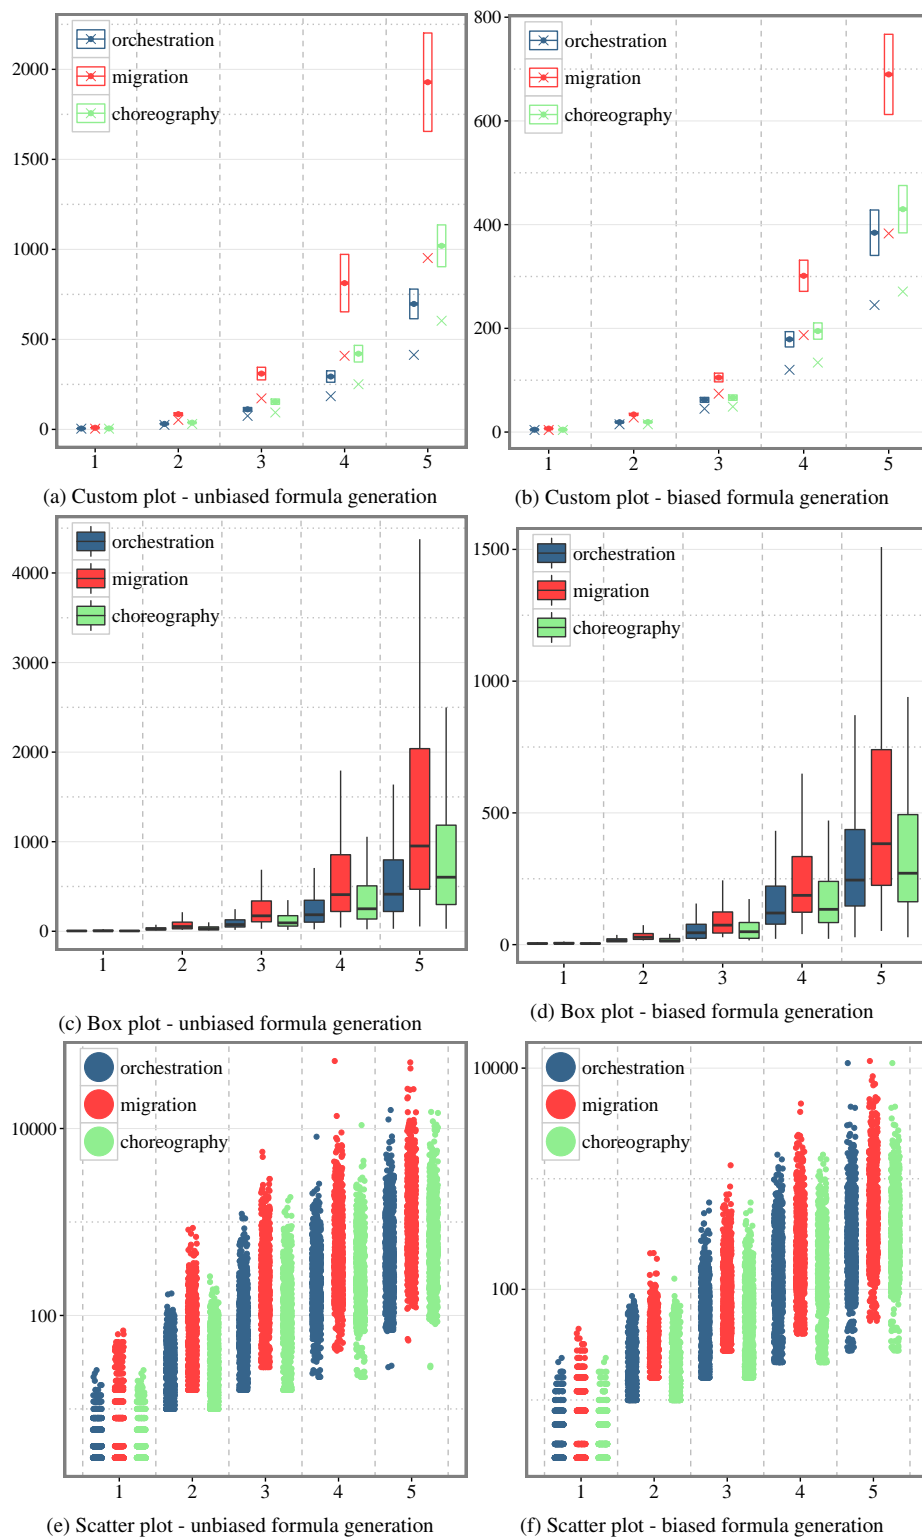 orchestration
migration
choreography
2000
1500
1000
500
0
1 2 3 4 5
(a) Custom plot - unbiased formula generation
orchestration
migration
choreography
800
600
400
200
0
1 2 3 4 5
(b) Custom plot - biased formula generation
orchestration
migration
choreography
4000
3000
2000
1000
0
1 2 3 4 5
(c) Box plot - unbiased formula generation
orchestration
migration
choreography
1500
1000
500
0
1 2 3 4 5
(d) Box plot - biased formula generation
orchestration
migration
choreography
10000
100
1 2 3 4 5
(e) Scatter plot - unbiased formula generation
orchestration
migration
choreography
10000
100
1 2 3 4 5
(f) Scatter plot - biased formula generation